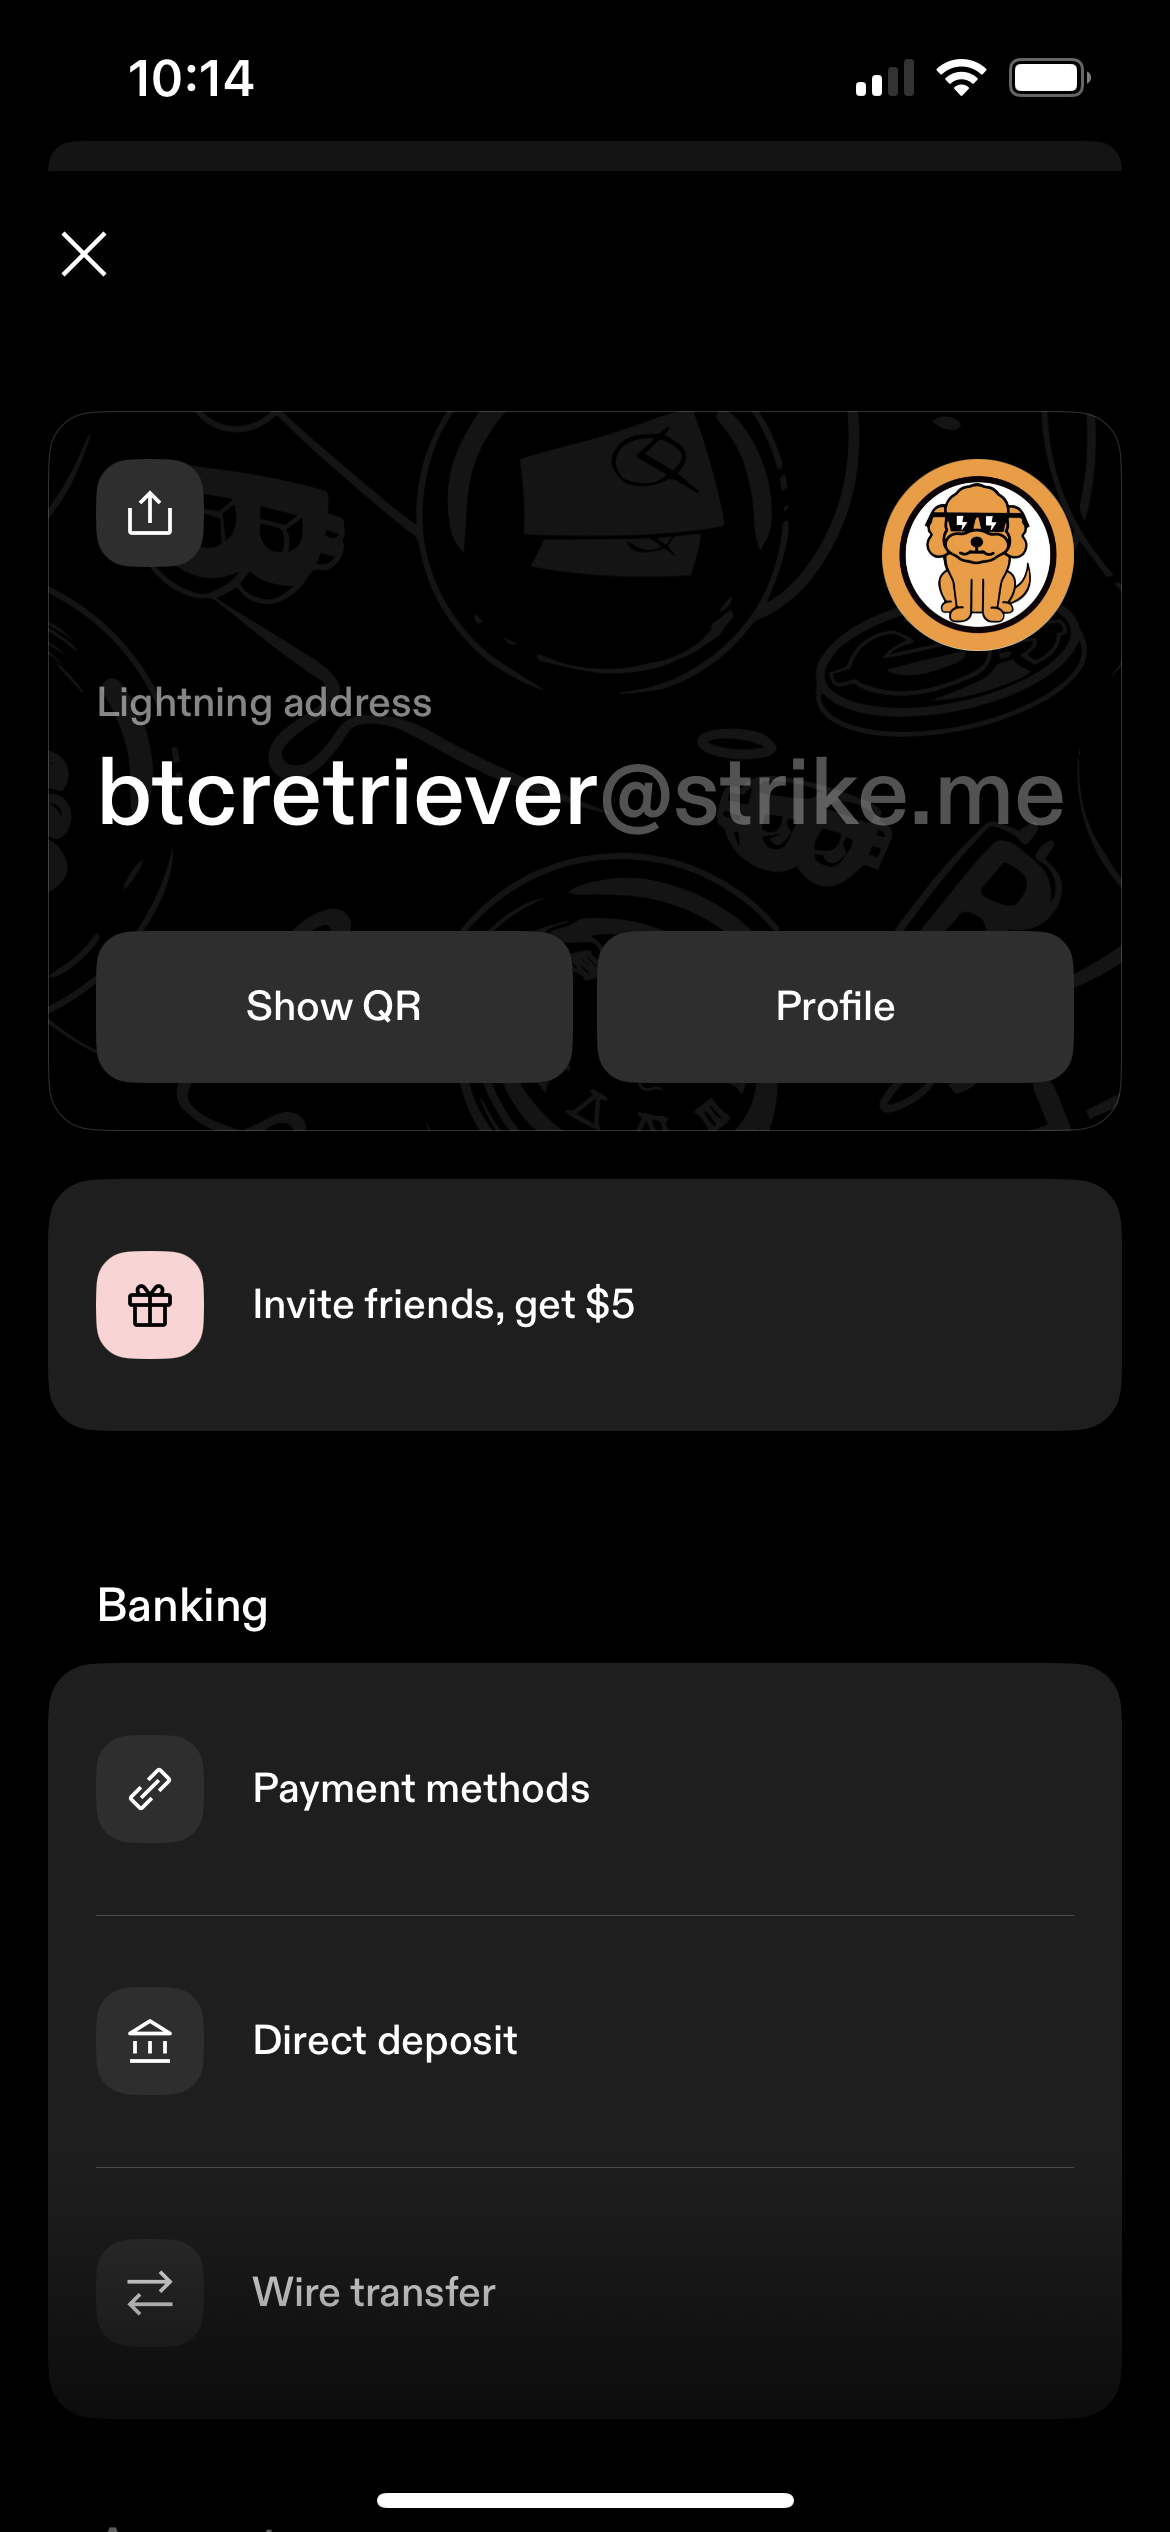 10:14
Lightning address
btcretriever@strike.me
Show QR
Profile
Invite friends, get $5
Banking
Payment methods
Direct deposit
Wire transfer